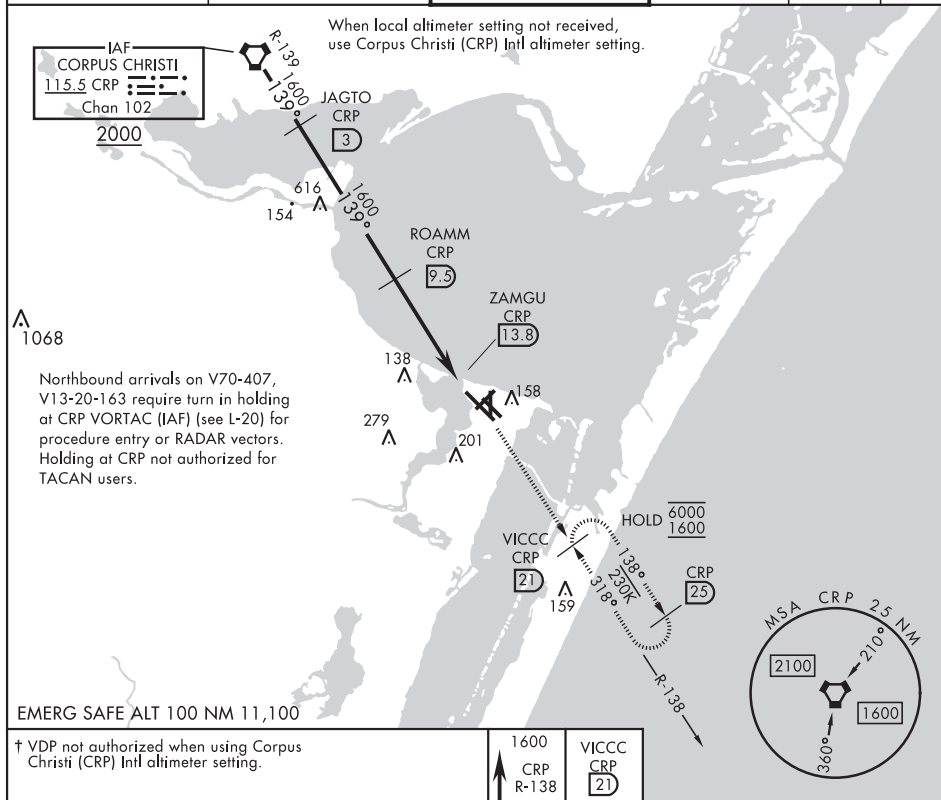 When local altimeter setting not received,
use Corpus Christi (CRP) Intl altimeter setting.
IAF
CORPUS CHRISTI
115.5 CRP
Chan 102
2000
R-139
1600
139°
JAGTO
CRP
3
616
154
1600
139°
ROAMM
CRP
9.5
ZAMGU
CRP
13.8
1068
138
158
279
201
Northbound arrivals on V70-407,
V13-20-163 require turn in holding
at CRP VORTAC (IAF) (see L-20) for
procedure entry or RADAR vectors.
Holding at CRP not authorized for
TACAN users.
HOLD 6000
1600
VICCC
CRP
21
138°
230K
318°
CRP
25
159
R-138
MSA CRP 25 NM
210°
2100
1600
360°
EMERG SAFE ALT 100 NM 11,100
† VDP not authorized when using Corpus
Christi (CRP) Intl altimeter setting.
1600
CRP
R-138
VICCC
CRP
21